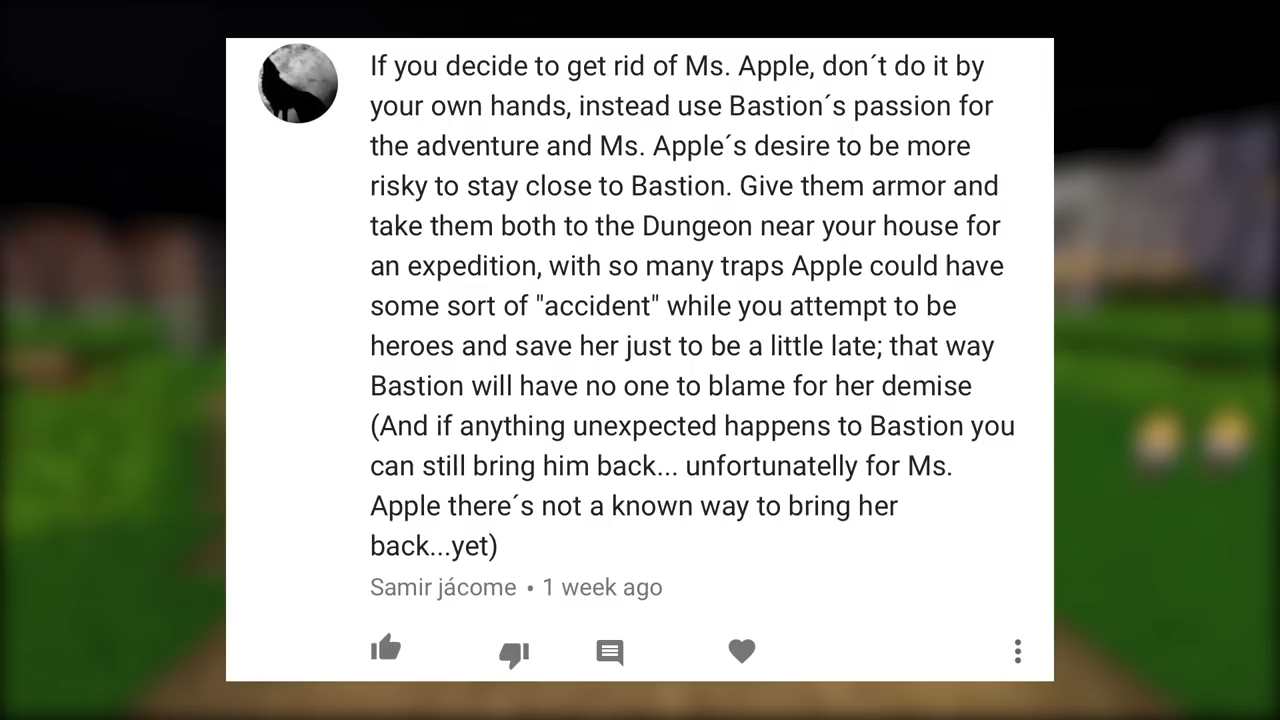 If you decide to get rid of Ms. Apple, don´t do it by
your own hands, instead use Bastion´s passion for
the adventure and Ms. Apple´s desire to be more
risky to stay close to Bastion. Give them armor and
take them both to the Dungeon near your house for
an expedition, with so many traps Apple could have
some sort of "accident" while you attempt to be
heroes and save her just to be a little late; that way
Bastion will have no one to blame for her demise
(And if anything unexpected happens to Bastion you
can still bring him back... unfortunatelly for Ms.
Apple there´s not a known way to bring her
back...yet)
Samir jácome • 1 week ago